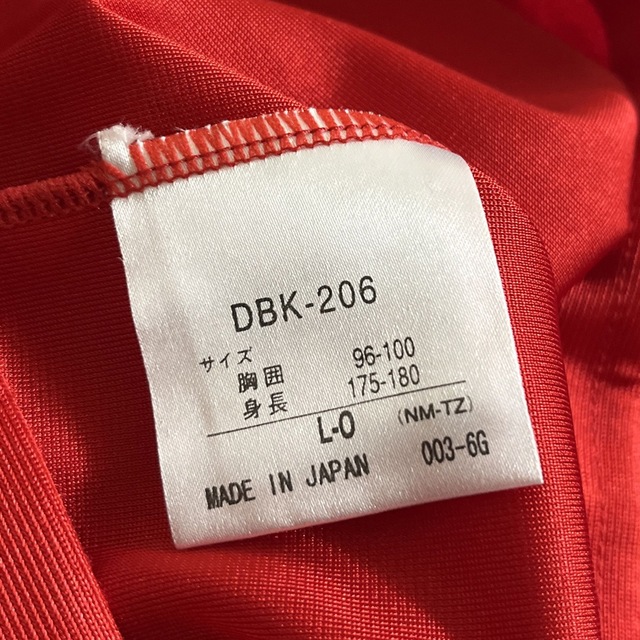 DBK-206
サイズ
胸囲 96-100
身長 175-180
L-O (NM-TZ)
MADE IN JAPAN 003-6G